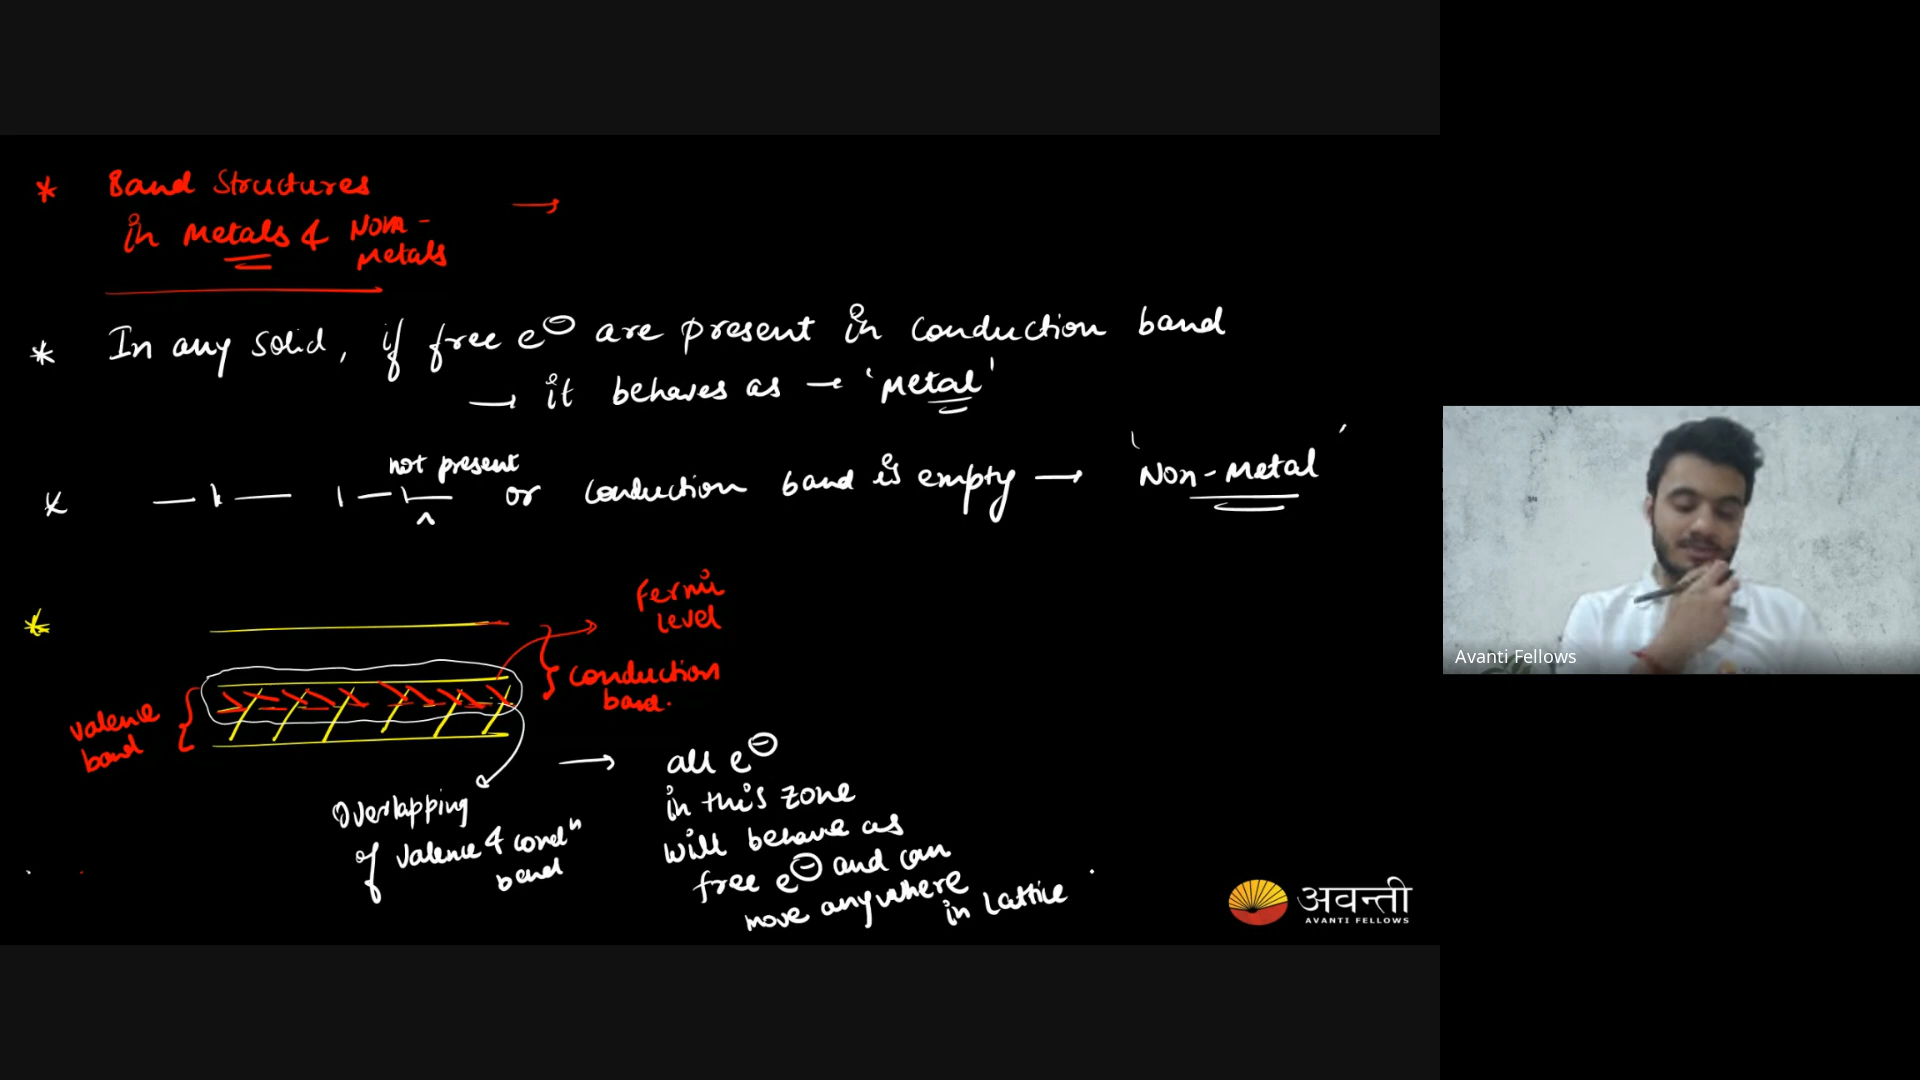 * Band Structures
in Metals & Non-
Metals →
* In any solid, if free e⊖ are present in conduction band
→ it behaves as → 'Metal'
not present
or conduction band is empty → 'Non-Metal'
*
Fermi
level
Conduction
band.
Valence
band
Overlapping
of valence & condⁿ
band
→ all e⊖
in this zone
will behave as
free e⊖ and can
move anywhere
in lattice
Avanti Fellows
अवन्ती
AVANTI FELLOWS